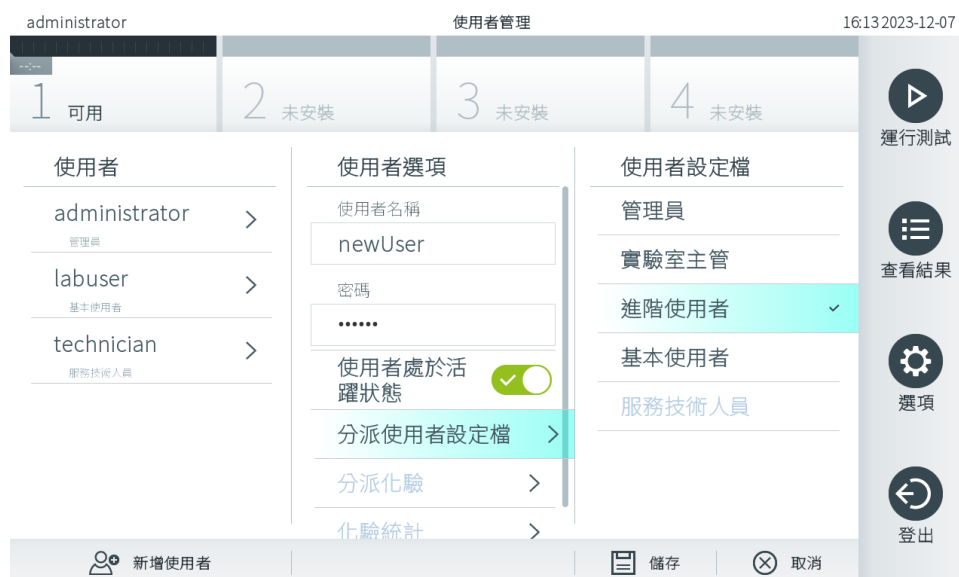 administrator
使用者管理
16:13 2023-12-07
--:--
1 可用
2 未安裝
3 未安裝
4 未安裝
使用者
administrator
管理員
labuser
基本使用者
technician
服務技術人員
使用者選項
使用者名稱
newUser
密碼
••••••
使用者處於活
躍狀態
分派使用者設定檔
分派化驗
化驗統計
使用者設定檔
管理員
實驗室主管
進階使用者
基本使用者
服務技術人員
運行測試
查看結果
選項
登出
新增使用者
儲存
取消